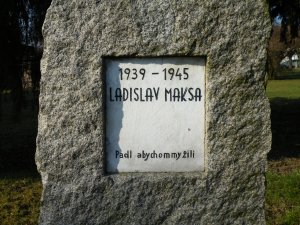 1939 - 1945
LADISLAV MAKSA
Padl abychom my žili